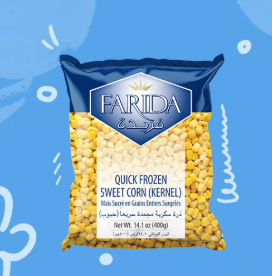 FARIDA
فريدة
QUICK FROZEN
SWEET CORN (KERNEL)
Maïs Sucré en Grains Entiers Surgelés
ذرة سكرية مجمدة سريعا (حبوب)
Net Wt. 14.1 oz (400g)